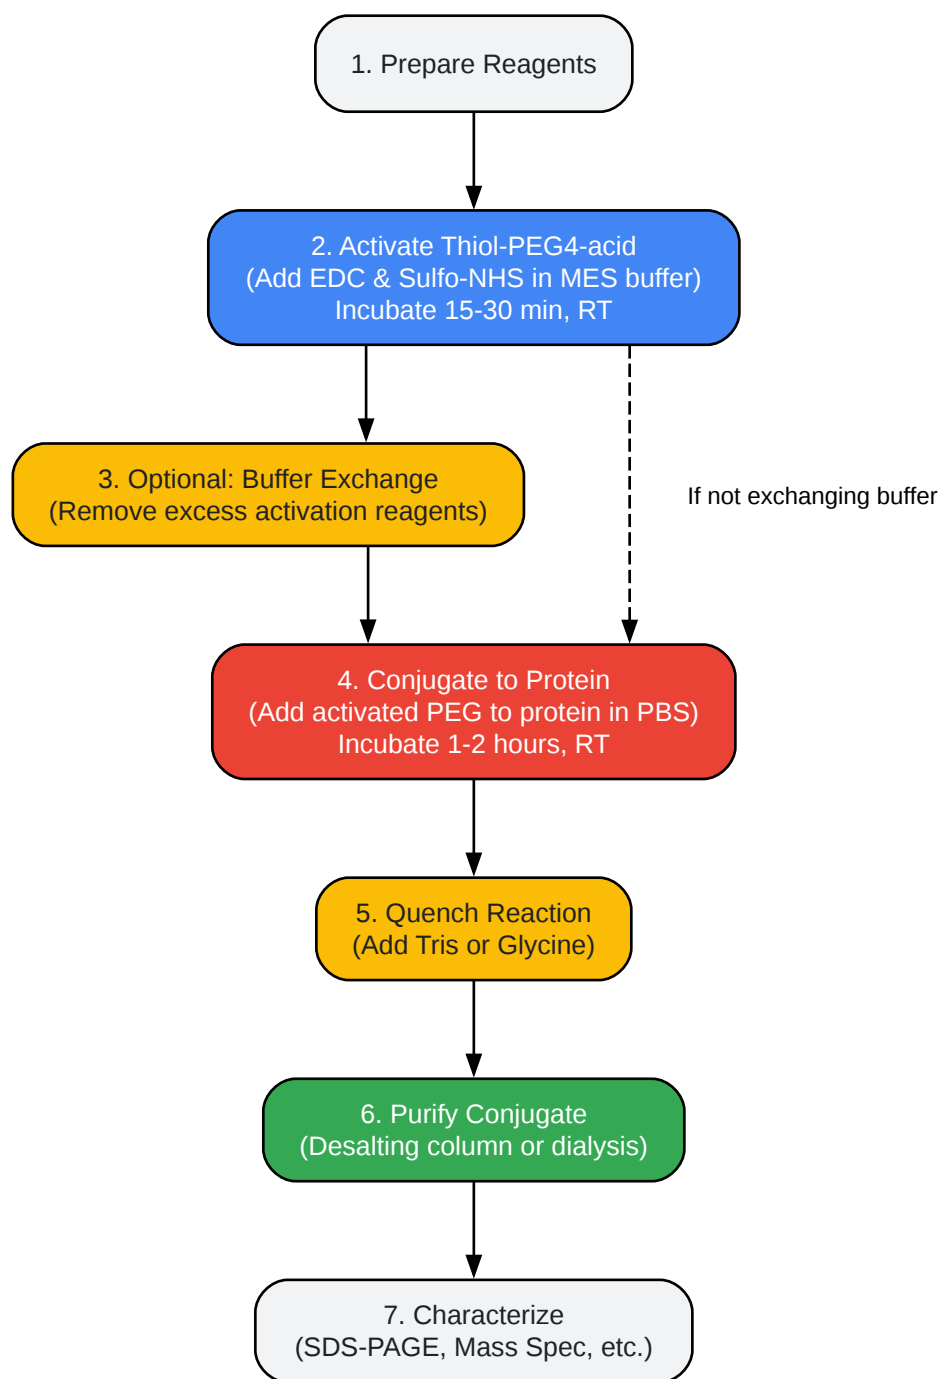 1. Prepare Reagents
2. Activate Thiol-PEG4-acid
(Add EDC & Sulfo-NHS in MES buffer)
Incubate 15-30 min, RT
3. Optional: Buffer Exchange
(Remove excess activation reagents)
If not exchanging buffer
4. Conjugate to Protein
(Add activated PEG to protein in PBS)
Incubate 1-2 hours, RT
5. Quench Reaction
(Add Tris or Glycine)
6. Purify Conjugate
(Desalting column or dialysis)
7. Characterize
(SDS-PAGE, Mass Spec, etc.)